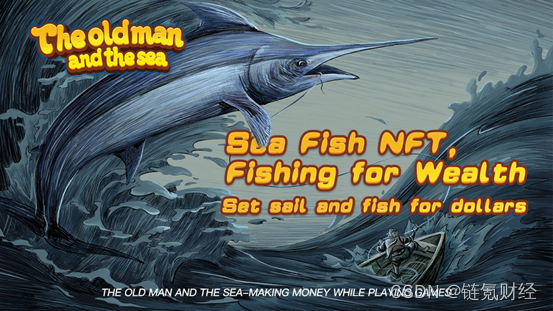 The old man
and the sea
Sea Fish NFT,
Fishing for Wealth
Set sail and fish for dollars
THE OLD MAN AND THE SEA-MAKING MONEY WHILE PLAYING GAMES
CSDN @链氪财经